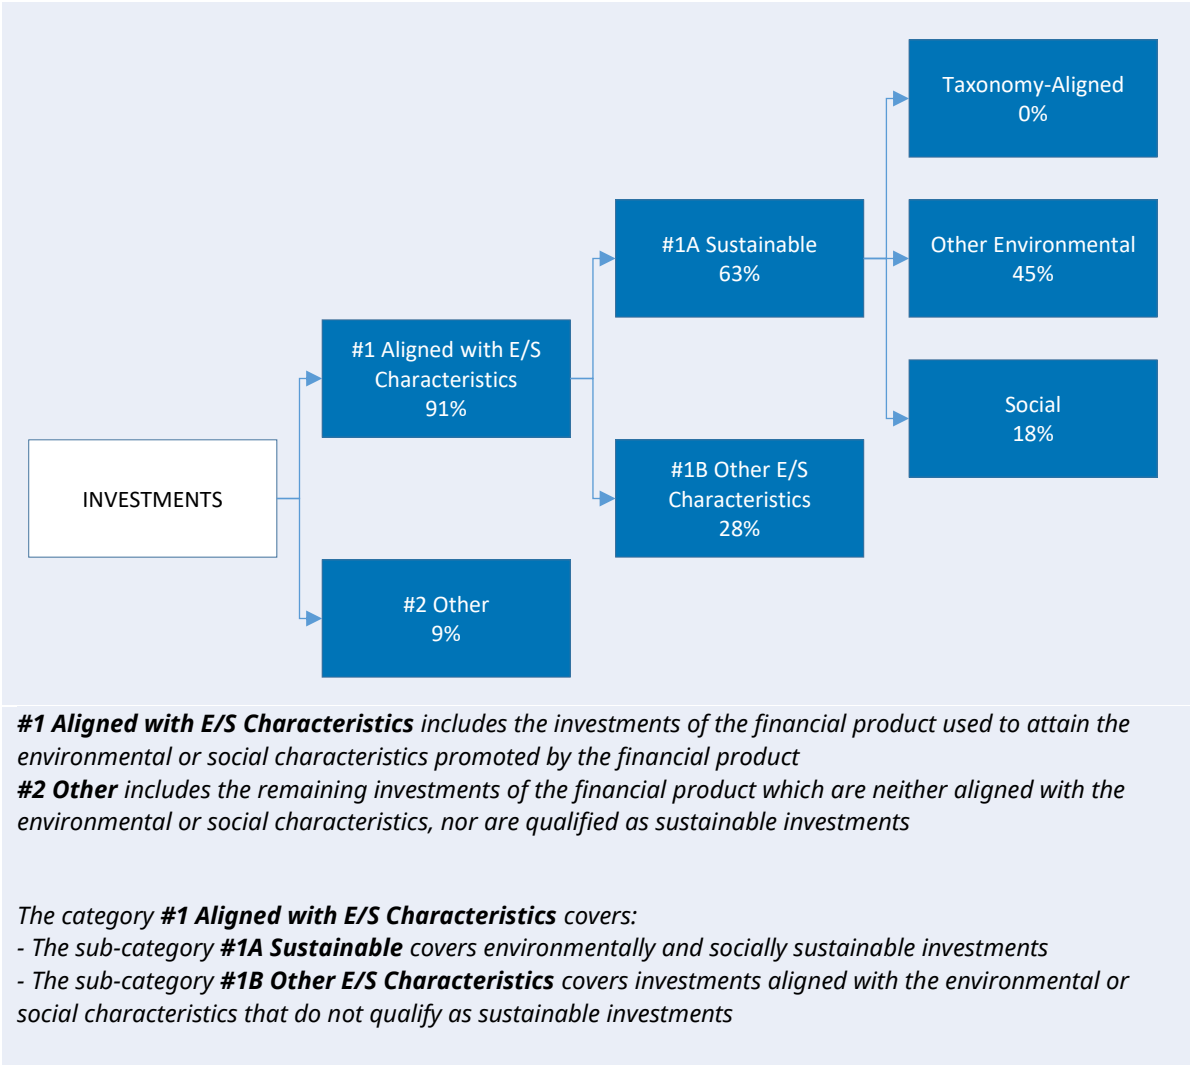 INVESTMENTS
#1 Aligned with E/S
Characteristics
91%
#2 Other
9%
#1A Sustainable
63%
#1B Other E/S
Characteristics
28%
Taxonomy-Aligned
0%
Other Environmental
45%
Social
18%
#1 Aligned with E/S Characteristics includes the investments of the financial product used to attain the
environmental or social characteristics promoted by the financial product
#2 Other includes the remaining investments of the financial product which are neither aligned with the
environmental or social characteristics, nor are qualified as sustainable investments
The category #1 Aligned with E/S Characteristics covers:
- The sub-category #1A Sustainable covers environmentally and socially sustainable investments
- The sub-category #1B Other E/S Characteristics covers investments aligned with the environmental or
social characteristics that do not qualify as sustainable investments